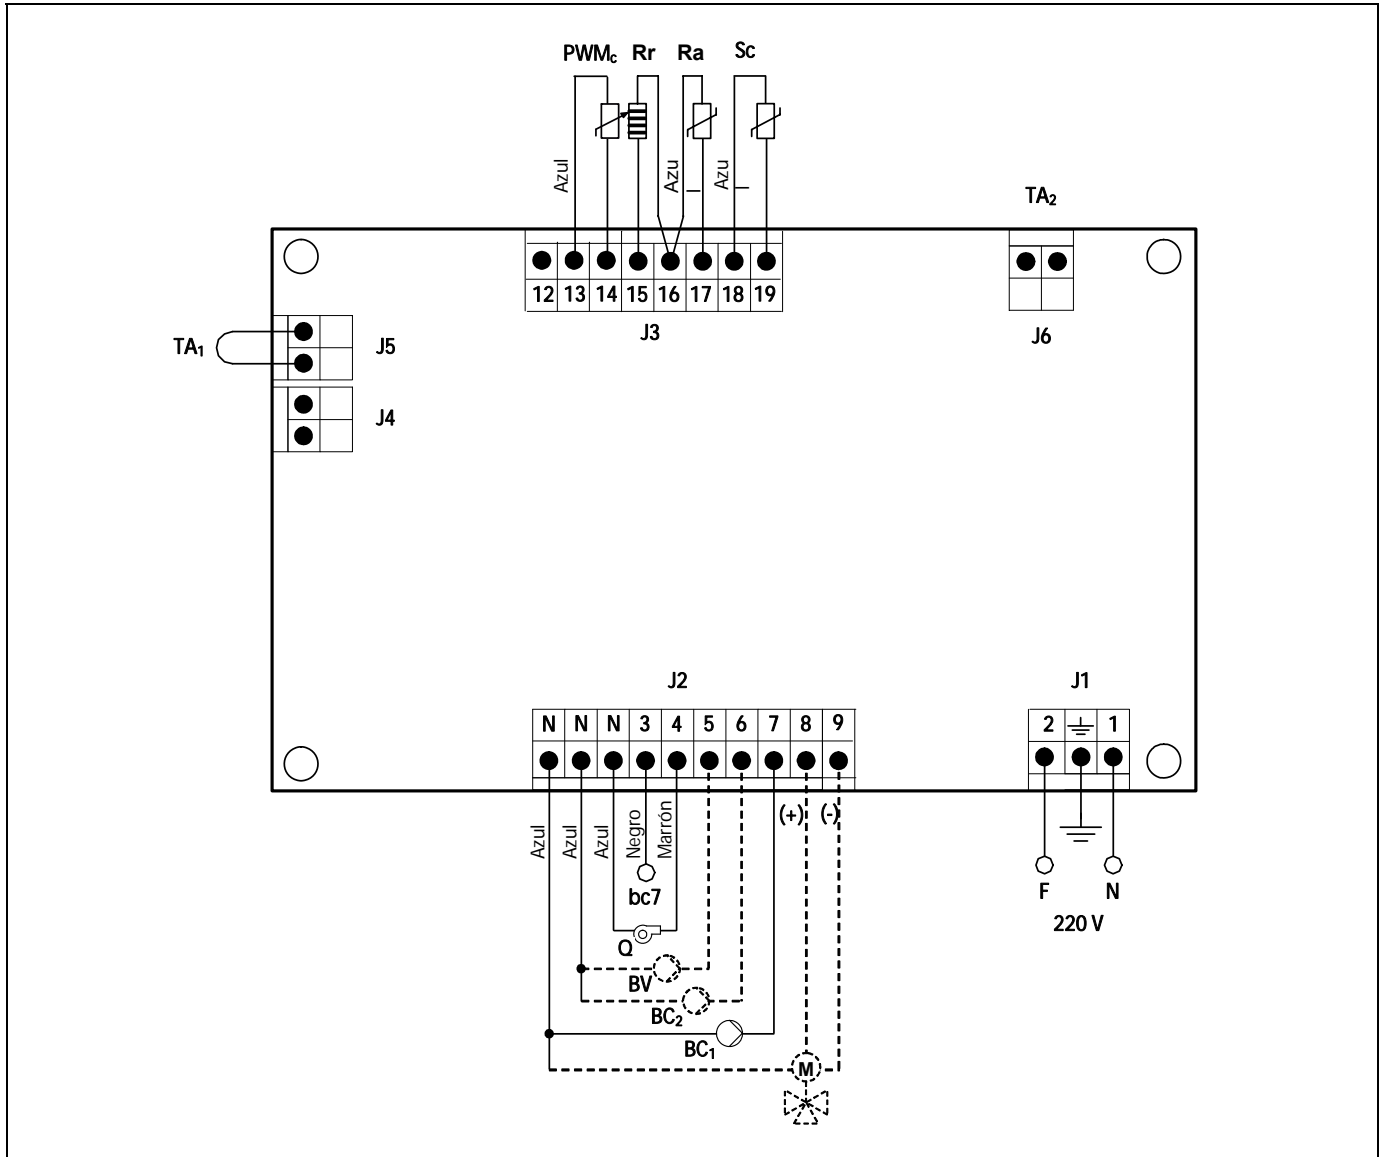 PWMc Rr Ra Sc
Azul
Azu
l
Azu
l
TA2
12 13 14 15 16 17 18 19
J3
J6
TA1
J5
J4
J2
J1
N N N 3 4 5 6 7 8 9
2 1
(+) (-)
Azul
Azul
Azul
Negro
Marrón
bc7
F N
220 V
Q
BV
BC2
BC1
M